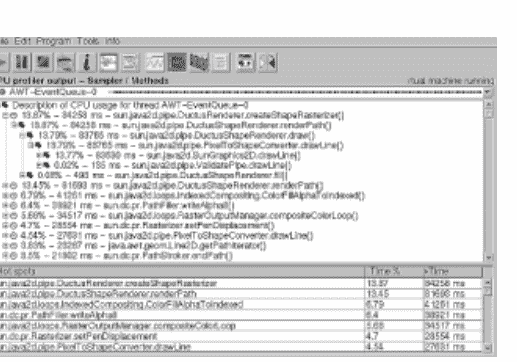 File Edit Program Tools Info
CPU profiler output – Sampler / Methods
virtual machine running
AWT-EventQueue-0
Description of CPU usage for thread AWT-EventQueue-0
13.87% – 84258 ms – sun.java2d.pipe.DuctusRenderer.createShapeRasterizer()
13.87% – 84258 ms – sun.java2d.pipe.DuctusShapeRenderer.renderPath()
13.79% – 83765 ms – sun.java2d.pipe.DuctusShapeRenderer.draw()
13.79% – 83765 ms – sun.java2d.pipe.PixelToShapeConverter.drawLine()
13.77% – 83630 ms – sun.java2d.SunGraphics2D.drawLine()
0.02% – 135 ms – sun.java2d.pipe.ValidatePipe.drawLine()
0.08% – 493 ms – sun.java2d.pipe.DuctusShapeRenderer.fill()
13.45% – 81693 ms – sun.java2d.pipe.DuctusShapeRenderer.renderPath()
6.79% – 41261 ms – sun.java2d.loops.IndexedCompositing.ColorFillAlphaToIndexed()
6.4% – 38921 ms – sun.dc.pr.PathFiller.writeAlpha8()
5.68% – 34517 ms – sun.java2d.loops.RasterOutputManager.compositeColorLoop()
4.7% – 28554 ms – sun.dc.pr.Rasterizer.setPenDisplacement()
4.54% – 27631 ms – sun.java2d.pipe.PixelToShapeConverter.drawLine()
3.83% – 23267 ms – java.awt.geom.Line2D.getPathIterator()
3.5% – 21302 ms – sun.dc.pr.PathStroker.endPath()
Hot spots Time % Time
sun.java2d.pipe.DuctusRenderer.createShapeRasterizer 13.87 84258 ms
sun.java2d.pipe.DuctusShapeRenderer.renderPath 13.45 81693 ms
sun.java2d.loops.IndexedCompositing.ColorFillAlphaToIndexed 6.79 41261 ms
sun.dc.pr.PathFiller.writeAlpha8 6.4 38921 ms
sun.java2d.loops.RasterOutputManager.compositeColorLoop 5.68 34517 ms
sun.dc.pr.Rasterizer.setPenDisplacement 4.7 28554 ms
sun.java2d.pipe.PixelToShapeConverter.drawLine 4.54 27631 ms